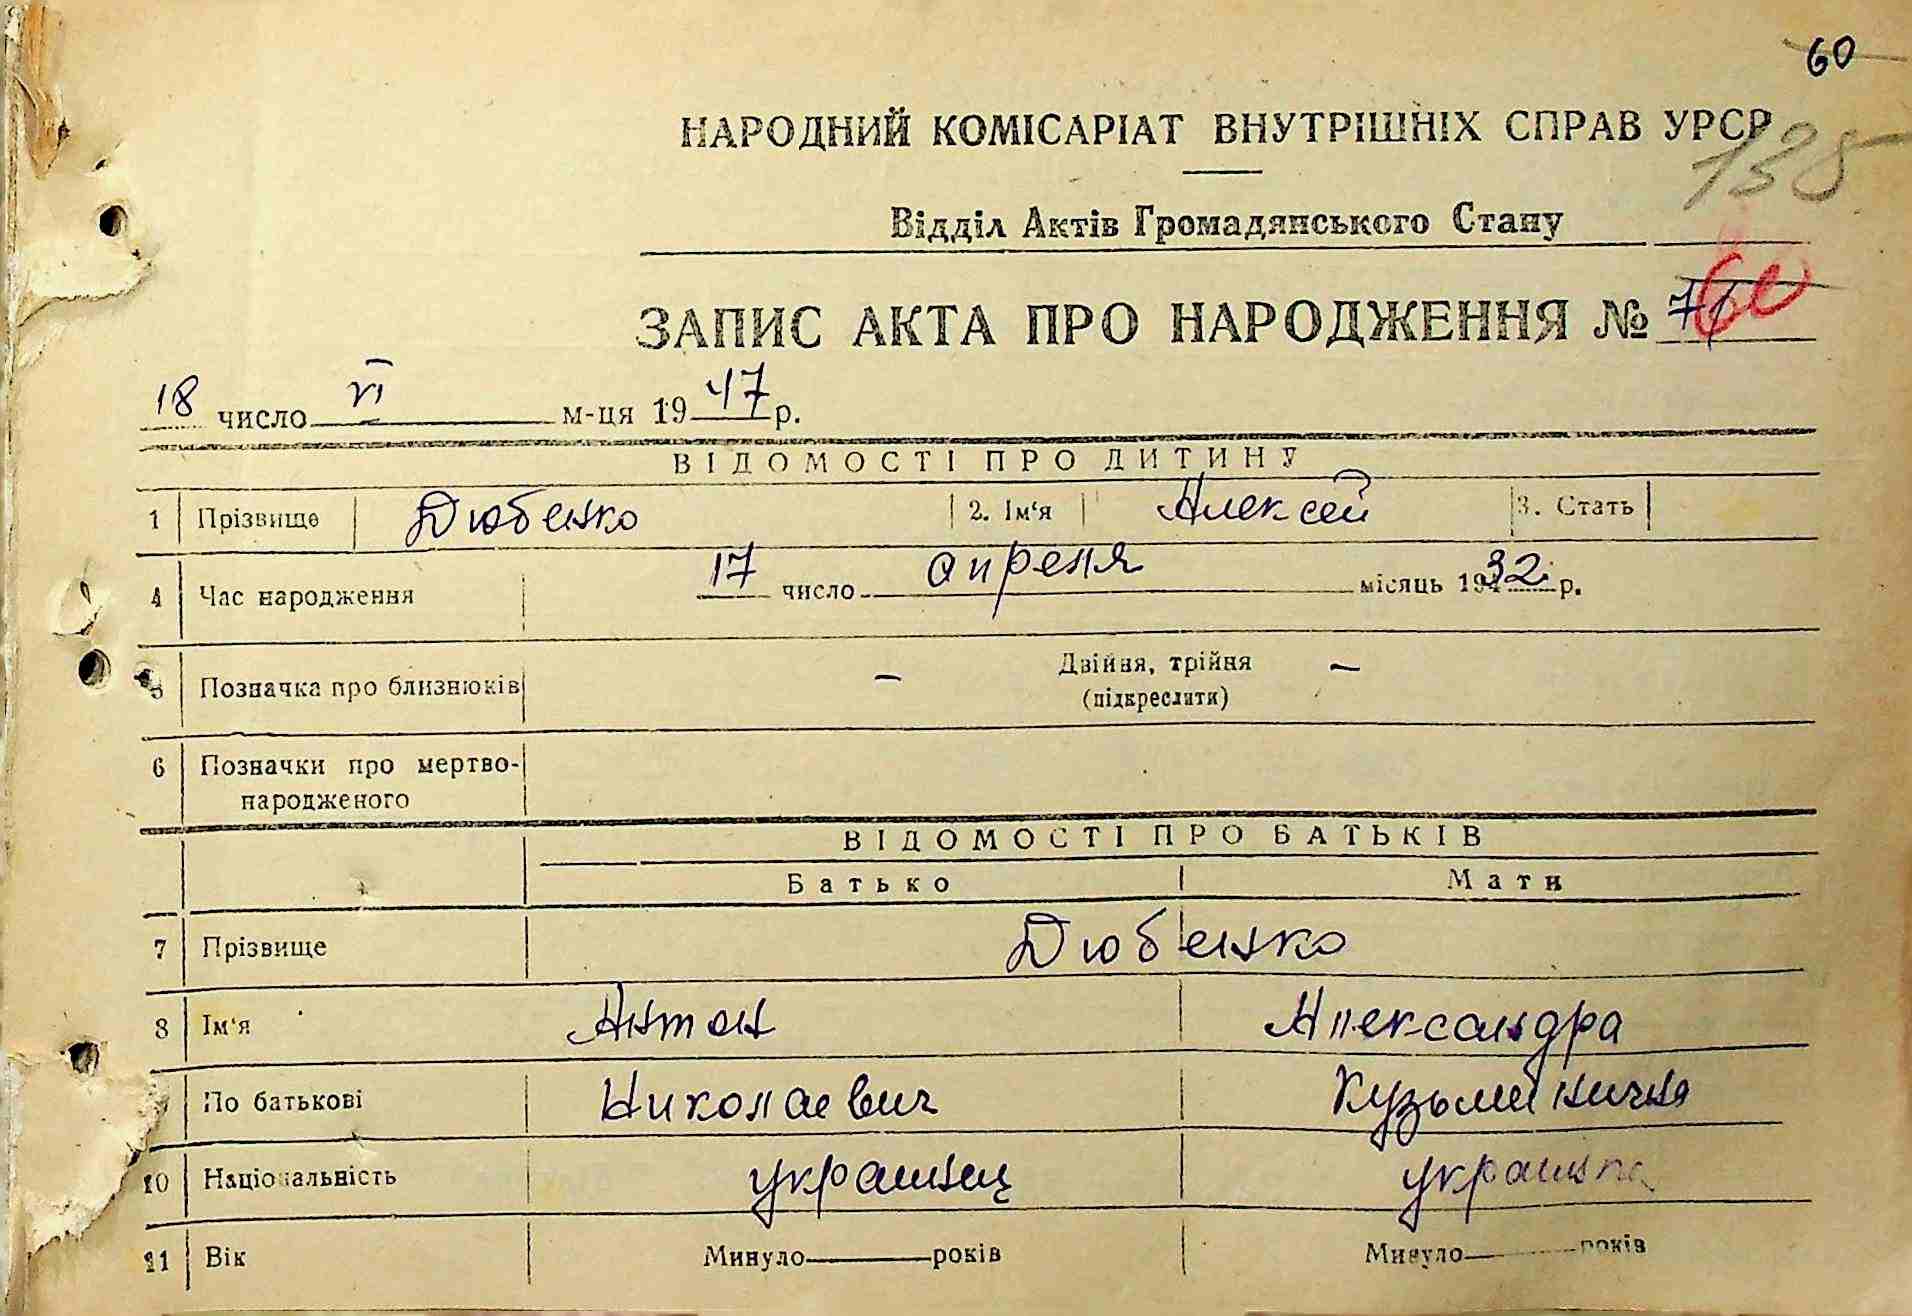 60
НАРОДНИЙ КОМІСАРІАТ ВНУТРІШНІХ СПРАВ УРСР
135
Відділ Актів Громадянського Стану
ЗАПИС АКТА ПРО НАРОДЖЕННЯ № 60
18 число VI м-ця 1947 р.
ВІДОМОСТІ ПРО ДИТИНУ
1 Прізвище Дюбенко 2. Ім'я Алексей 3. Стать
4 Час народження 17 число апреля місяць 1932 р.
5 Позначка про близнюків — Двійня, трійня —
(підкреслити)
6 Позначки про мертво-
народженого
ВІДОМОСТІ ПРО БАТЬКІВ
Батько Мати
7 Прізвище Дюбенко
8 Ім'я Антон Александра
9 По батькові Николаевич Кузьминична
10 Національність украинец украинка
11 Вік Минуло — років Минуло — років